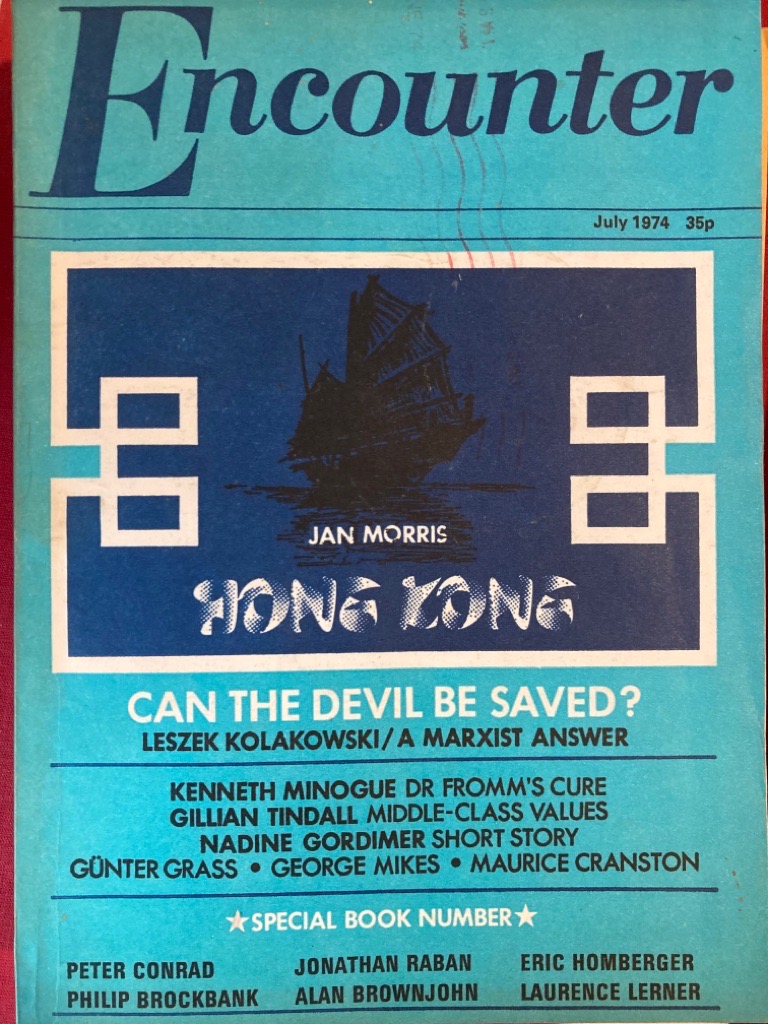 Encounter
July 1974 35p
JAN MORRIS
HONG KONG
CAN THE DEVIL BE SAVED?
LESZEK KOLAKOWSKI/A MARXIST ANSWER
KENNETH MINOGUE DR FROMM'S CURE
GILLIAN TINDALL MIDDLE-CLASS VALUES
NADINE GORDIMER SHORT STORY
GÜNTER GRASS • GEORGE MIKES • MAURICE CRANSTON
★SPECIAL BOOK NUMBER★
PETER CONRAD JONATHAN RABAN ERIC HOMBERGER
PHILIP BROCKBANK ALAN BROWNJOHN LAURENCE LERNER